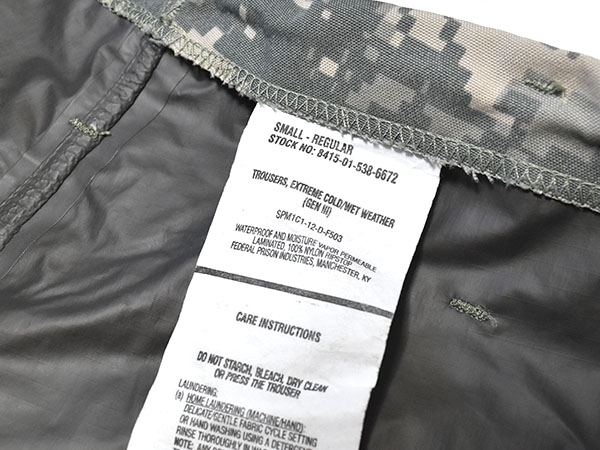 SMALL - REGULAR
STOCK NO: 8415-01-538-6672
TROUSERS, EXTREME COLD/WET WEATHER
(GEN III)
SPM1C1-12-D-F503
WATERPROOF AND MOISTURE VAPOR PERMEABLE
LAMINATED, 100% NYLON RIPSTOP
FEDERAL PRISON INDUSTRIES, MANCHESTER, KY
CARE INSTRUCTIONS
DO NOT STARCH, BLEACH, DRY CLEAN
OR PRESS THE TROUSER
LAUNDERING:
(a) HOME LAUNDERING (MACHINE/HAND):
DELICATE/GENTLE FABRIC CYCLE SETTING
OR HAND WASHING USING A DETERGENT
RINSE THOROUGHLY IN
NOTE: ANY